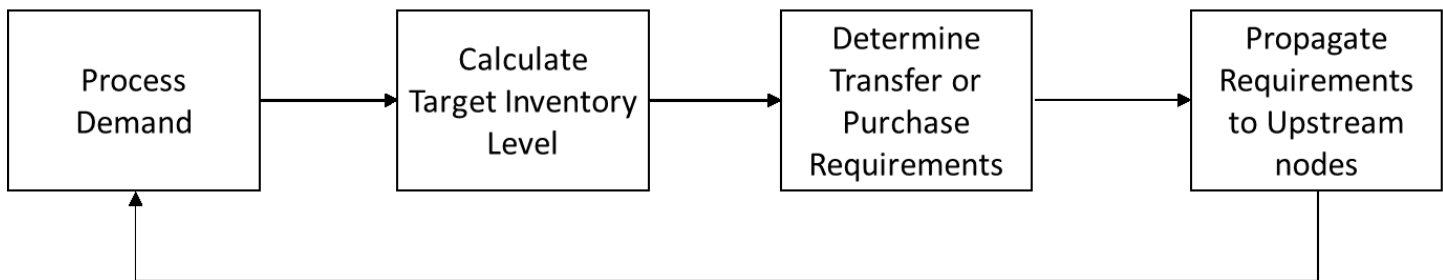 Process
Demand
Calculate
Target Inventory
Level
Determine
Transfer or
Purchase
Requirements
Propagate
Requirements
to Upstream
nodes